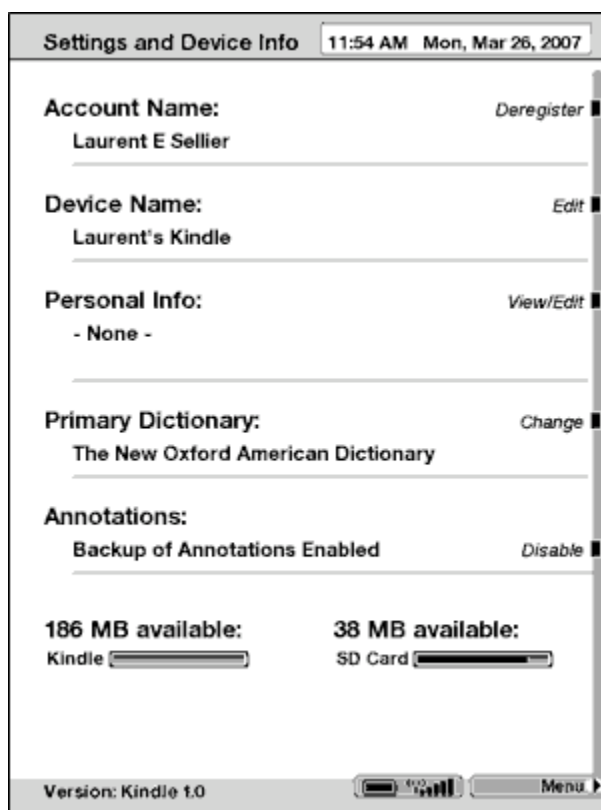 Settings and Device Info 11:54 AM Mon, Mar 26, 2007
Account Name: Deregister
Laurent E Sellier
Device Name: Edit
Laurent's Kindle
Personal Info: View/Edit
- None -
Primary Dictionary: Change
The New Oxford American Dictionary
Annotations:
Backup of Annotations Enabled Disable
186 MB available: 38 MB available:
Kindle SD Card
Version: Kindle 1.0 Menu